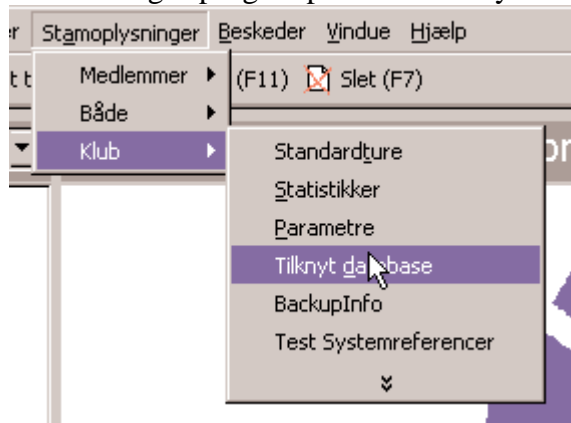 Stamoplysninger Beskeder Vindue Hjælp
Medlemmer (F11) Slet (F7)
Både
Klub
Standardture
Statistikker
Parametre
Tilknyt database
BackupInfo
Test Systemreferencer